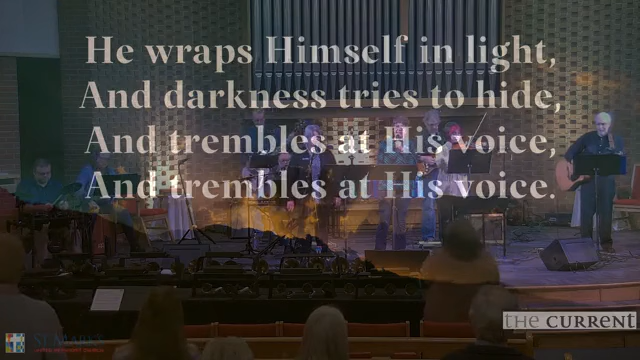 He wraps Himself in light,
And darkness tries to hide,
And trembles at His voice,
And trembles at His voice.
the CURRENT